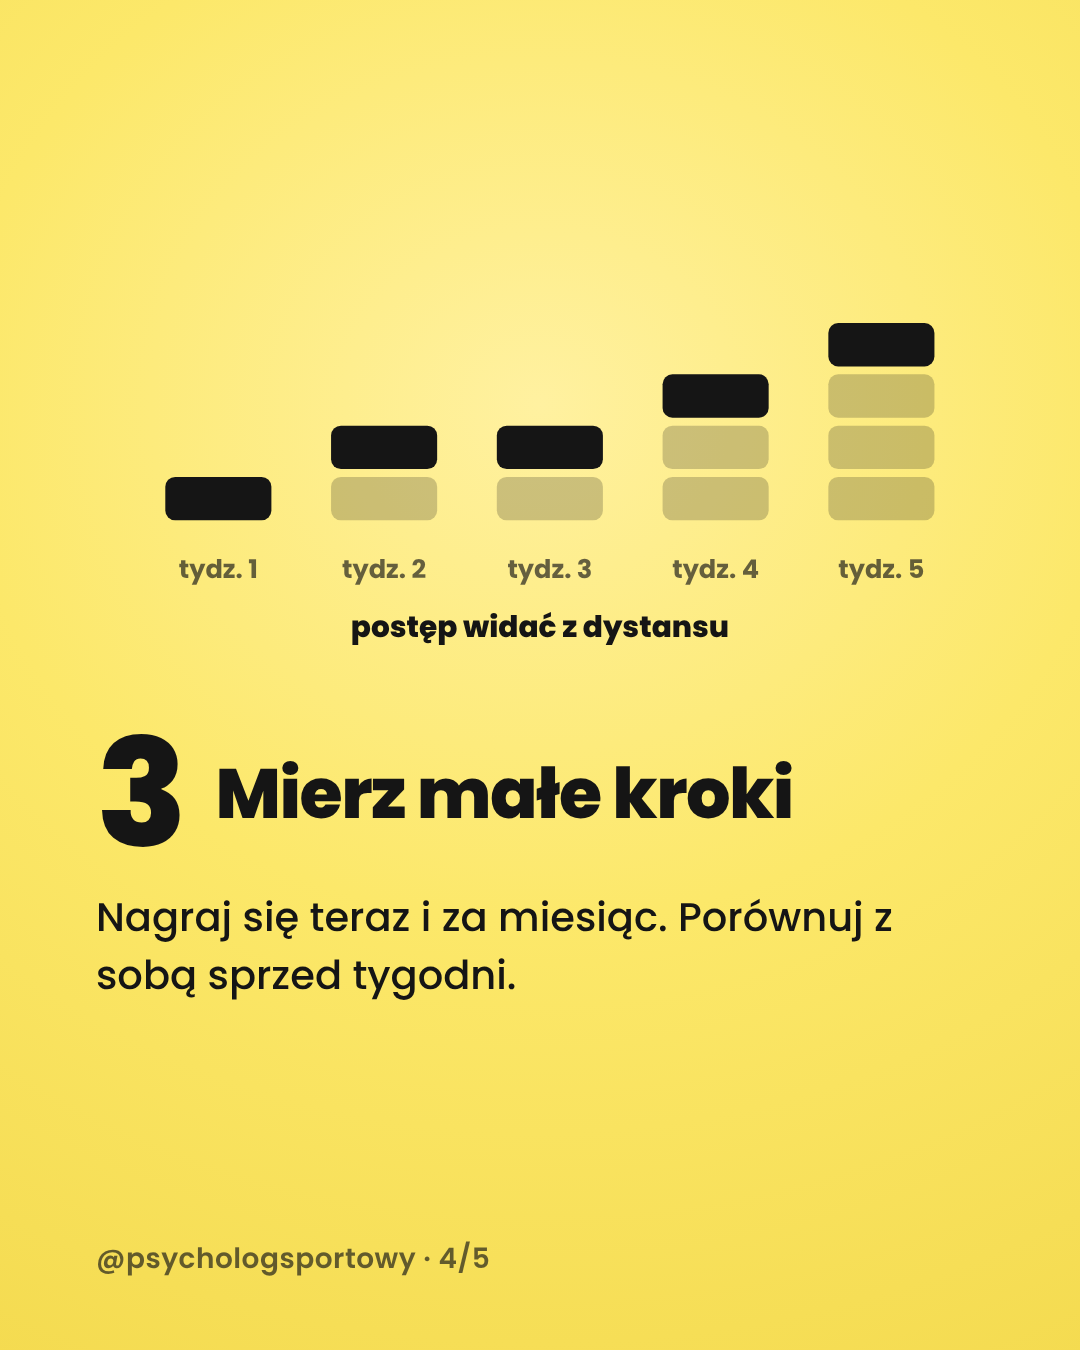 tydz. 1 tydz. 2 tydz. 3 tydz. 4 tydz. 5
postęp widać z dystansu
3 Mierz małe kroki
Nagraj się teraz i za miesiąc. Porównuj z
sobą sprzed tygodni.
@psychologsportowy · 4/5